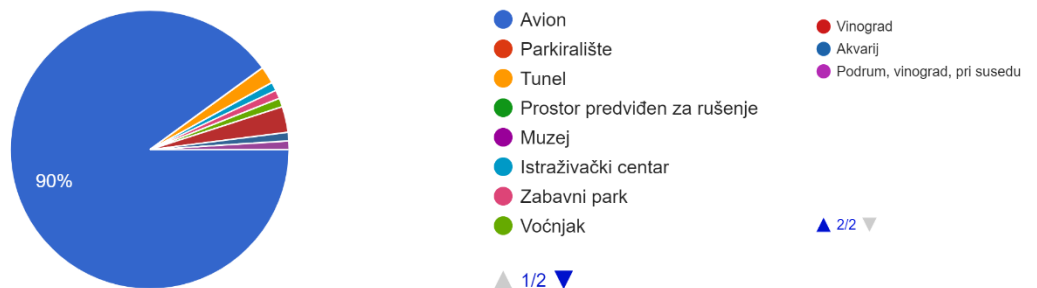 90%
Avion
Parkiralište
Tunel
Prostor predviđen za rušenje
Muzej
Istraživački centar
Zabavni park
Voćnjak
1/2
Vinograd
Akvarij
Podrum, vinograd, pri susedu
2/2